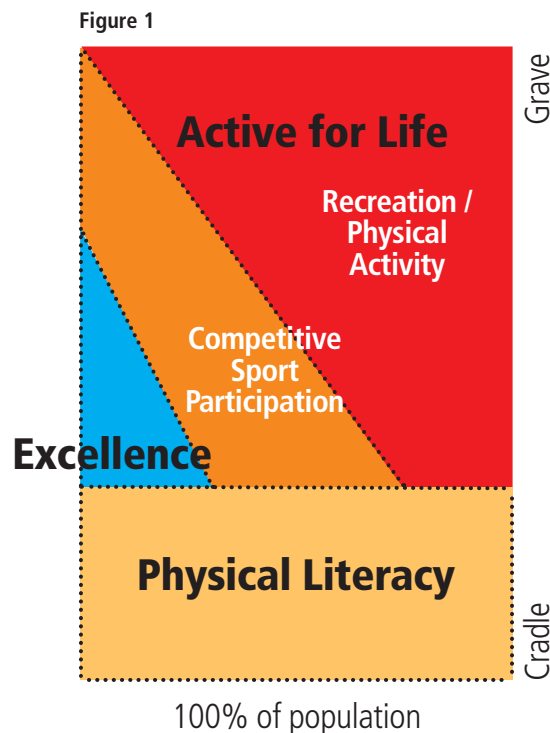 Figure 1
Grave
Active for Life
Recreation /
Physical
Activity
Competitive
Sport
Participation
Excellence
Physical Literacy
Cradle
100% of population